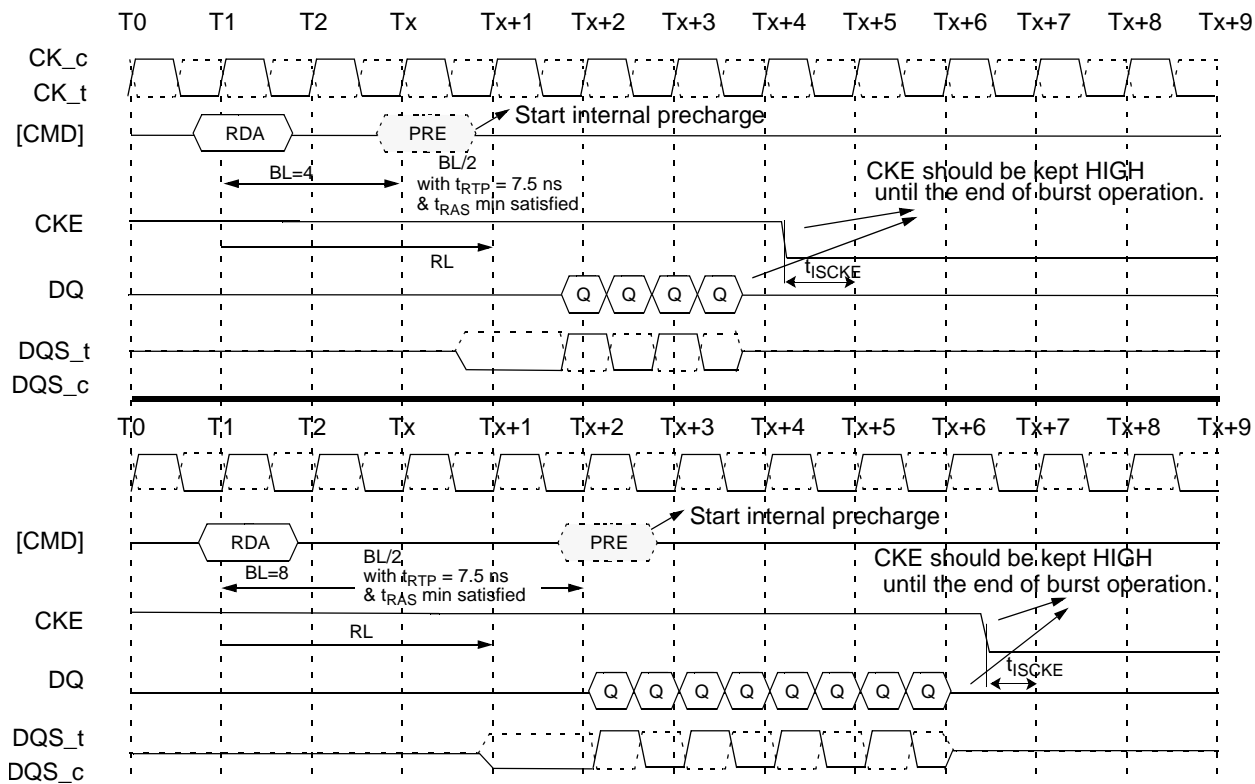 T0 T1 T2 Tx Tx+1 Tx+2 Tx+3 Tx+4 Tx+5 Tx+6 Tx+7 Tx+8 Tx+9
CK_c
CK_t
[CMD] RDA PRE Start internal precharge
BL=4
BL/2
with tRTP = 7.5 ns
& tRAS min satisfied
CKE should be kept HIGH
until the end of burst operation.
CKE
RL
tISCKE
DQ Q Q Q Q
DQS_t
DQS_c
T0 T1 T2 Tx Tx+1 Tx+2 Tx+3 Tx+4 Tx+5 Tx+6 Tx+7 Tx+8 Tx+9
[CMD] RDA PRE Start internal precharge
BL=8
BL/2
with tRTP = 7.5 ns
& tRAS min satisfied
CKE should be kept HIGH
until the end of burst operation.
CKE
RL
tISCKE
DQ Q Q Q Q Q Q Q Q
DQS_t
DQS_c